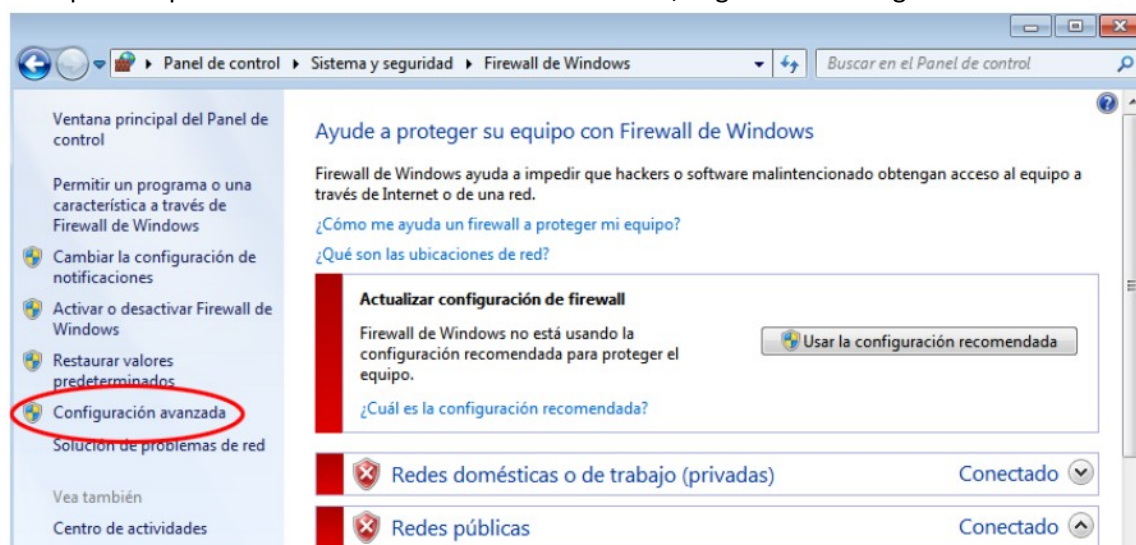 Panel de control ▸ Sistema y seguridad ▸ Firewall de Windows
Buscar en el Panel de control
Ventana principal del Panel de
control
Permitir un programa o una
característica a través de
Firewall de Windows
Cambiar la configuración de
notificaciones
Activar o desactivar Firewall de
Windows
Restaurar valores
predeterminados
Configuración avanzada
Solución de problemas de red
Vea también
Centro de actividades
Ayude a proteger su equipo con Firewall de Windows
Firewall de Windows ayuda a impedir que hackers o software malintencionado obtengan acceso al equipo a
través de Internet o de una red.
¿Cómo me ayuda un firewall a proteger mi equipo?
¿Qué son las ubicaciones de red?
Actualizar configuración de firewall
Firewall de Windows no está usando la
configuración recomendada para proteger el
equipo.
Usar la configuración recomendada
¿Cuál es la configuración recomendada?
Redes domésticas o de trabajo (privadas) Conectado
Redes públicas Conectado